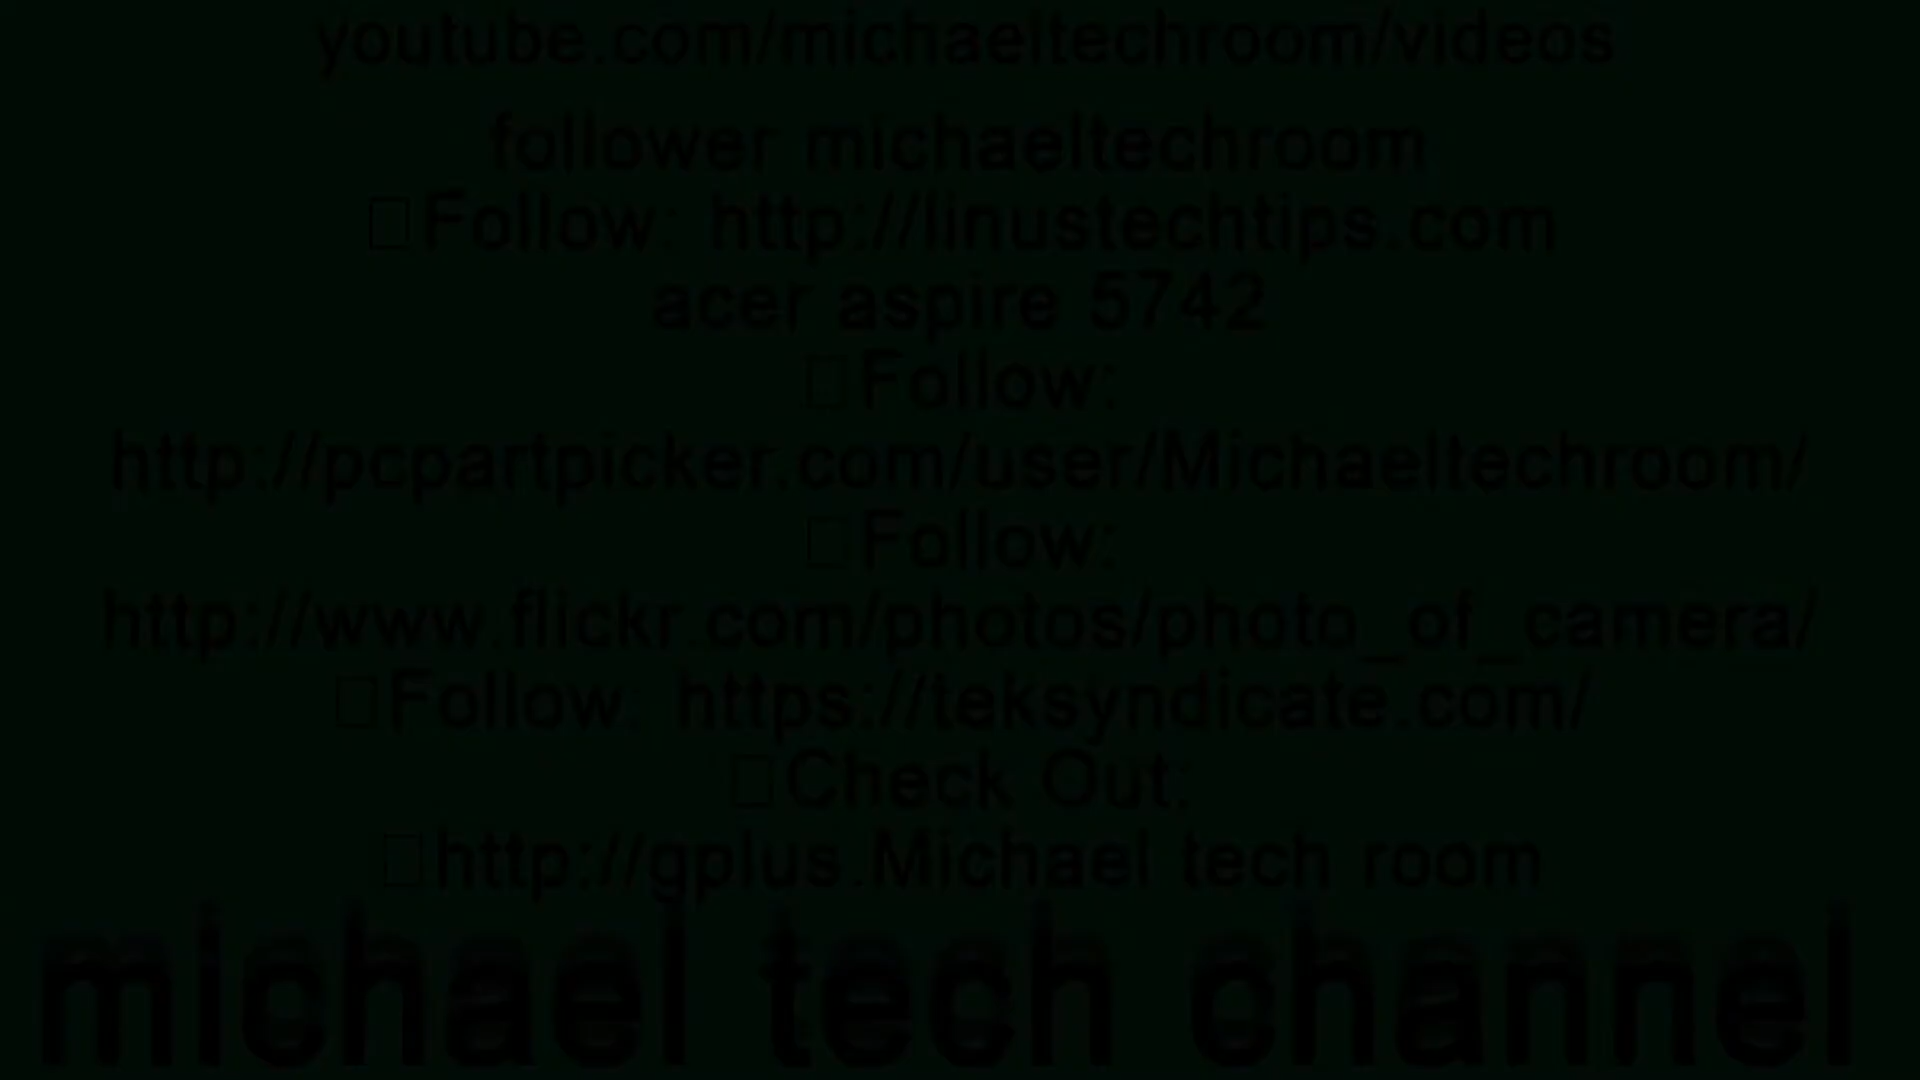 youtube.com/michaeltechroom/videos
follower michaeltechroom
Follow: http://linustechtips.com
acer aspire 5742
Follow:
http://pcpartpicker.com/user/Michaeltechroom/
Follow:
http://www.flickr.com/photos/photo_of_camera/
Follow: https://teksyndicate.com/
Check Out:
http://gplus.Michael tech room
michael tech channel